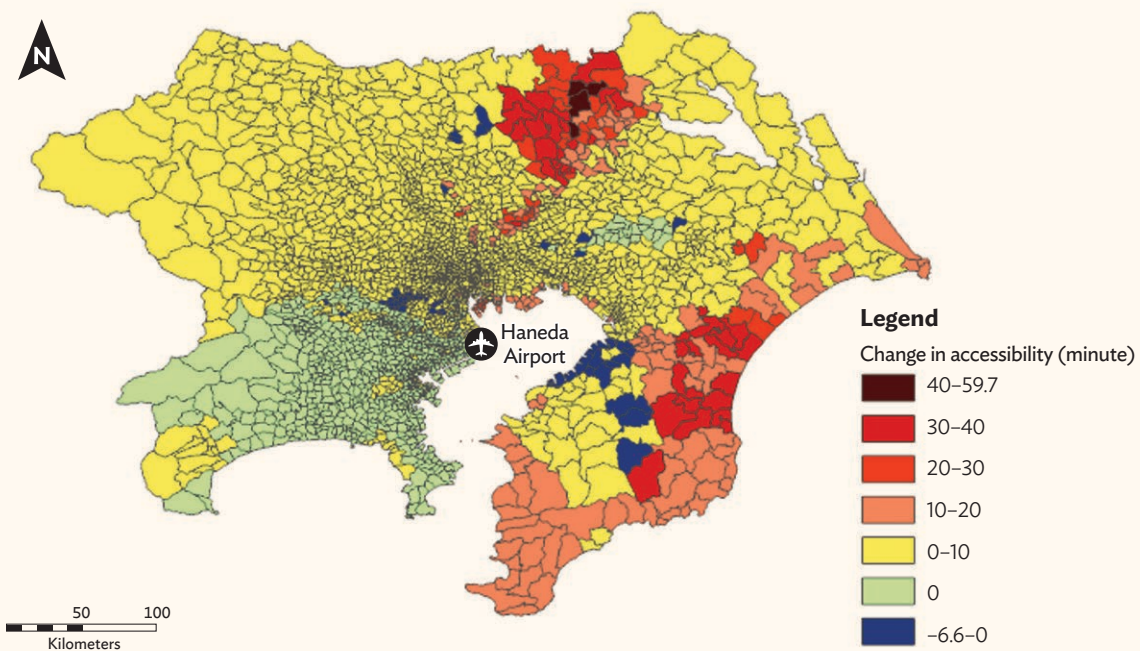 N
Haneda
Airport
Legend
Change in accessibility (minute)
40–59.7
30–40
20–30
10–20
0–10
0
–6.6–0
50 100
Kilometers